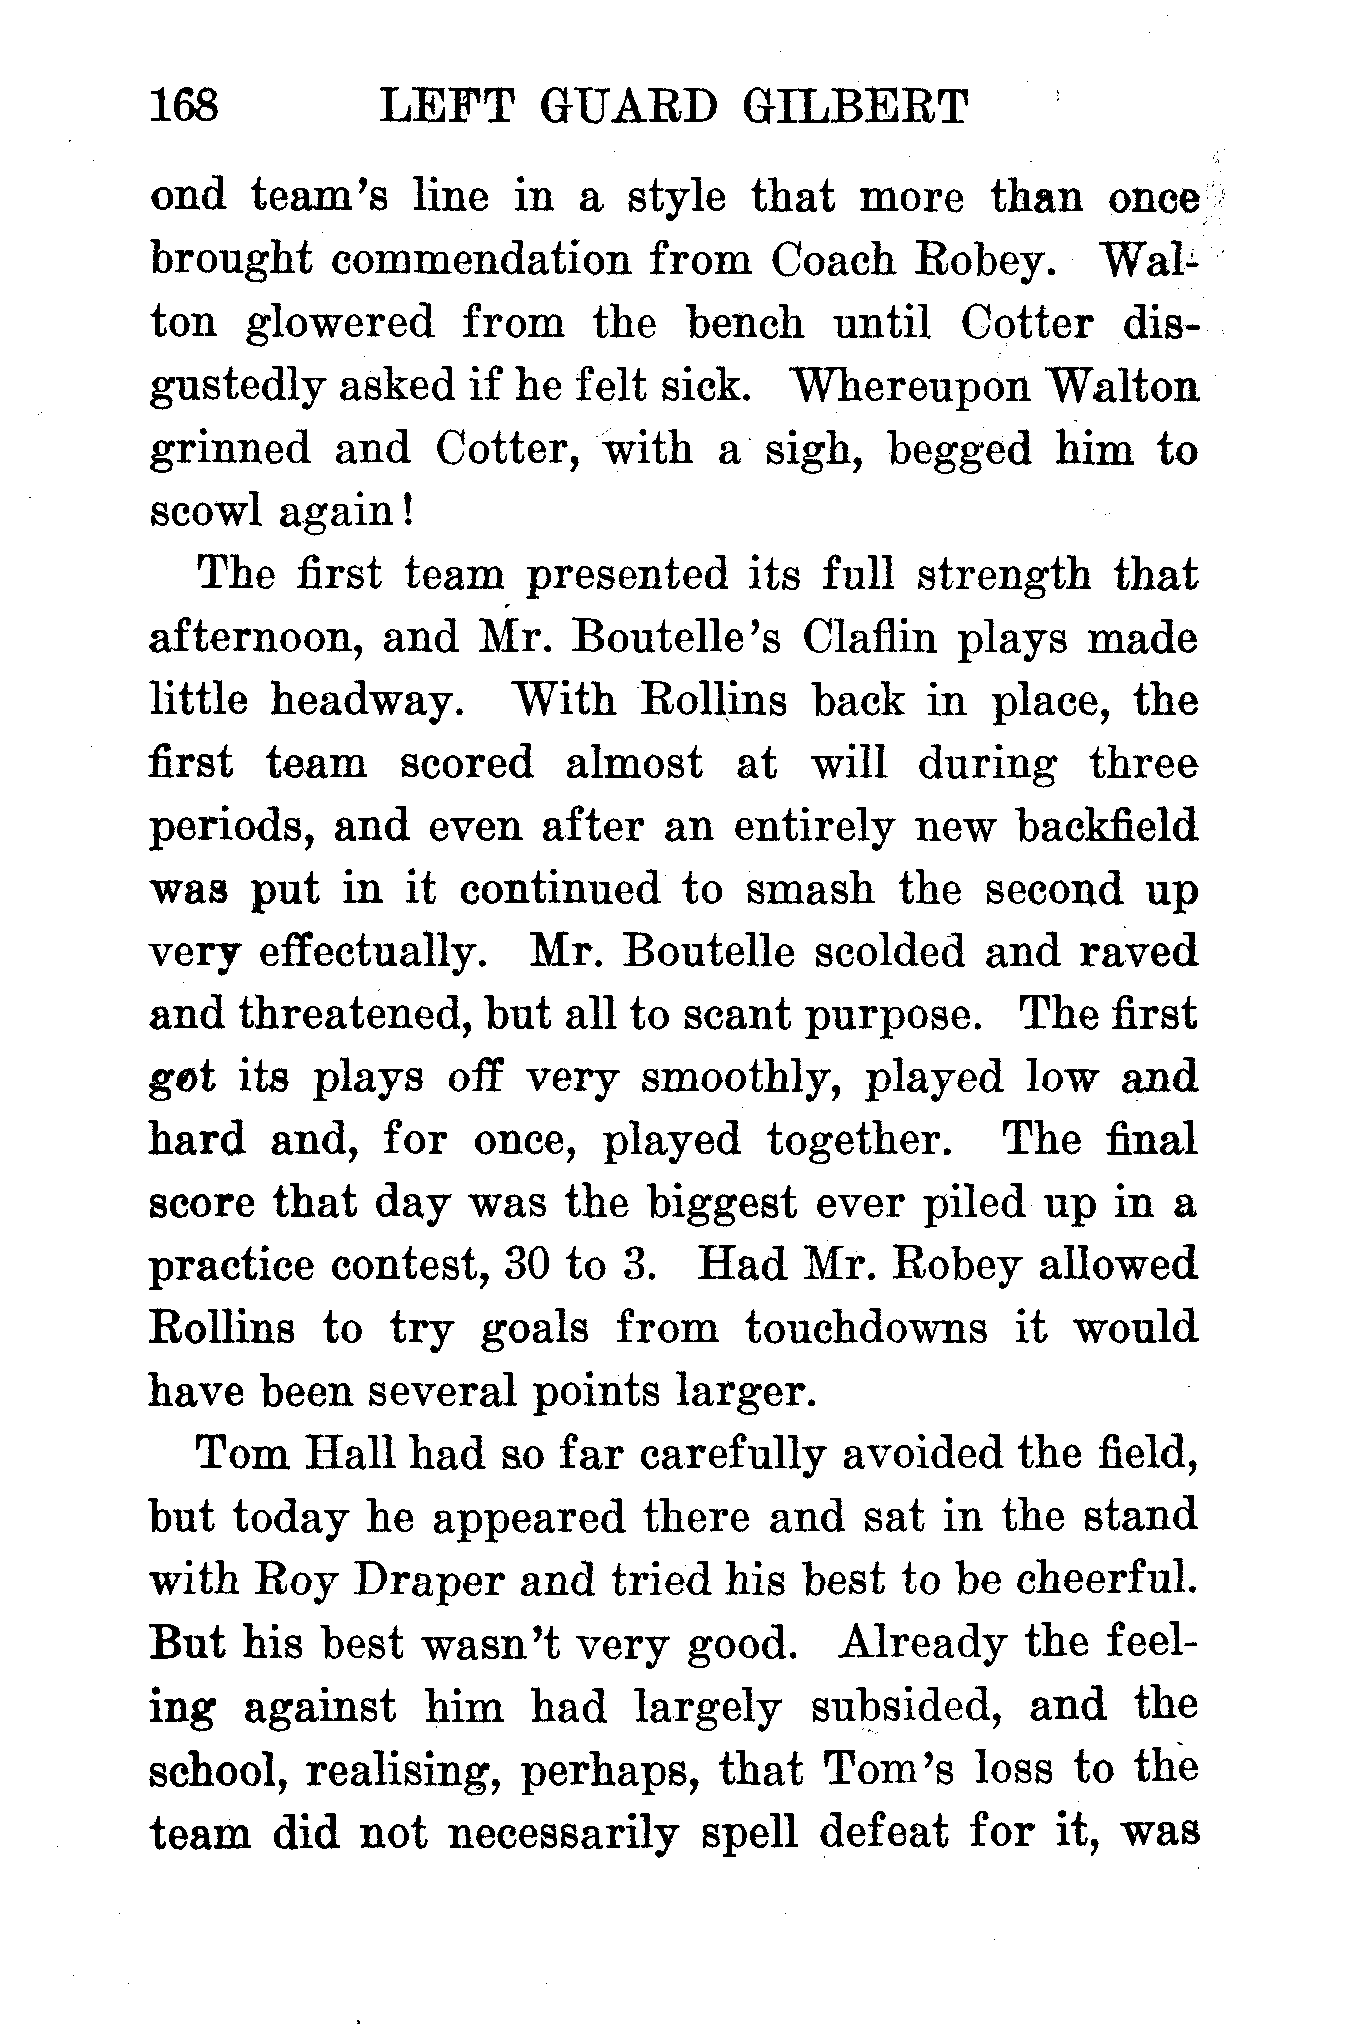 168 LEFT GUARD GILBERT
ond team's line in a style that more than once
brought commendation from Coach Robey. Wal-
ton glowered from the bench until Cotter dis-
gustedly asked if he felt sick. Whereupon Walton
grinned and Cotter, with a sigh, begged him to
scowl again!
The first team presented its full strength that
afternoon, and Mr. Boutelle's Claflin plays made
little headway. With Rollins back in place, the
first team scored almost at will during three
periods, and even after an entirely new backfield
was put in it continued to smash the second up
very effectually. Mr. Boutelle scolded and raved
and threatened, but all to scant purpose. The first
got its plays off very smoothly, played low and
hard and, for once, played together. The final
score that day was the biggest ever piled up in a
practice contest, 30 to 3. Had Mr. Robey allowed
Rollins to try goals from touchdowns it would
have been several points larger.
Tom Hall had so far carefully avoided the field,
but today he appeared there and sat in the stand
with Roy Draper and tried his best to be cheerful.
But his best wasn't very good. Already the feel-
ing against him had largely subsided, and the
school, realising, perhaps, that Tom's loss to the
team did not necessarily spell defeat for it, was